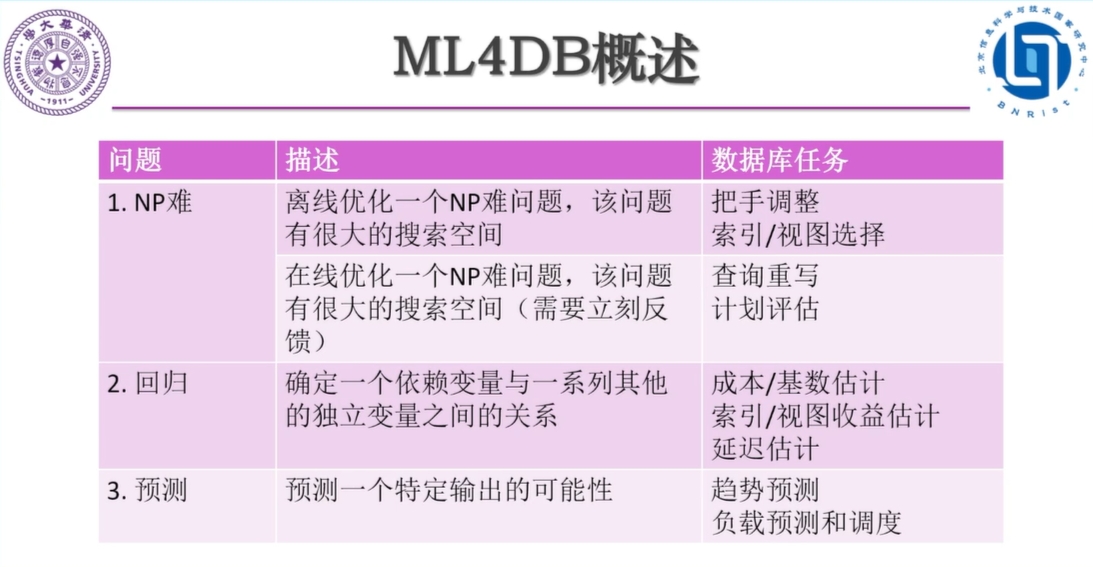 ML4DB概述
清华大学
TSINGHUA UNIVERSITY
-1911-
北京信息科学与技术国家研究中心
BNRist
问题
描述
数据库任务
1. NP难
离线优化一个NP难问题，该问题
有很大的搜索空间
把手调整
索引/视图选择
在线优化一个NP难问题，该问题
有很大的搜索空间（需要立刻反
馈）
查询重写
计划评估
2. 回归
确定一个依赖变量与一系列其他
的独立变量之间的关系
成本/基数估计
索引/视图收益估计
延迟估计
3. 预测
预测一个特定输出的可能性
趋势预测
负载预测和调度